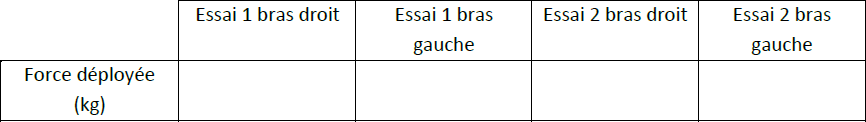 Essai 1 bras droit
Essai 1 bras
gauche
Essai 2 bras droit
Essai 2 bras
gauche
Force déployée
(kg)